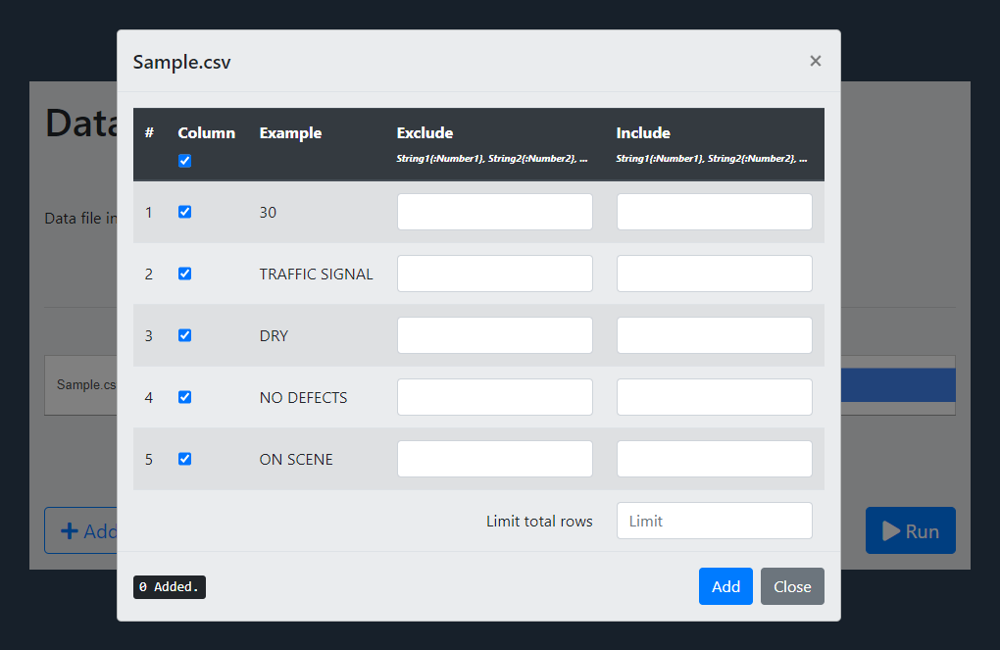 Sample.csv ×
Data
# Column Example Exclude Include
String1{:Number1}, String2{:Number2}, ... String1{:Number1}, String2{:Number2}, ...
1 30
Data file in
2 TRAFFIC SIGNAL
3 DRY
Sample.cs
4 NO DEFECTS
5 ON SCENE
Limit total rows Limit
Add Run
0 Added. Add Close